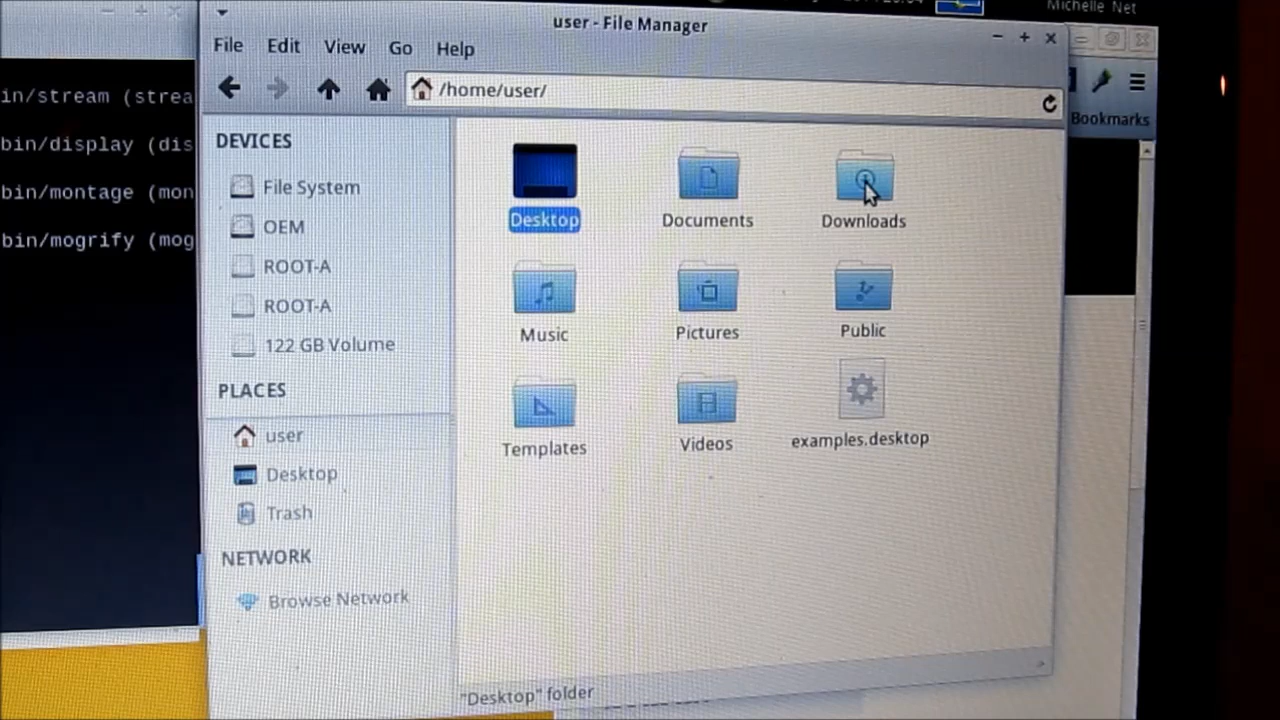 Michelle Net
user - File Manager
File Edit View Go Help
/home/user/
Bookmarks
in/stream (strea
bin/display (dis
bin/montage (mon
bin/mogrify (mog
DEVICES
File System
OEM
ROOT-A
ROOT-A
122 GB Volume
PLACES
user
Desktop
Trash
NETWORK
Browse Network
Desktop Documents Downloads
Music Pictures Public
Templates Videos examples.desktop
"Desktop" folder